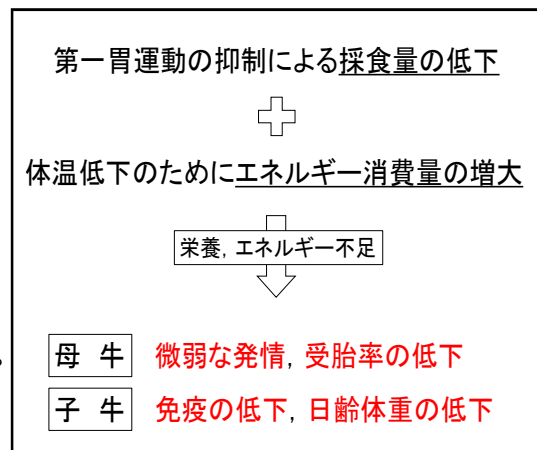 第一胃運動の抑制による採食量の低下
体温低下のためにエネルギー消費量の増大
栄養, エネルギー不足
母 牛 微弱な発情, 受胎率の低下
子 牛 免疫の低下, 日齢体重の低下